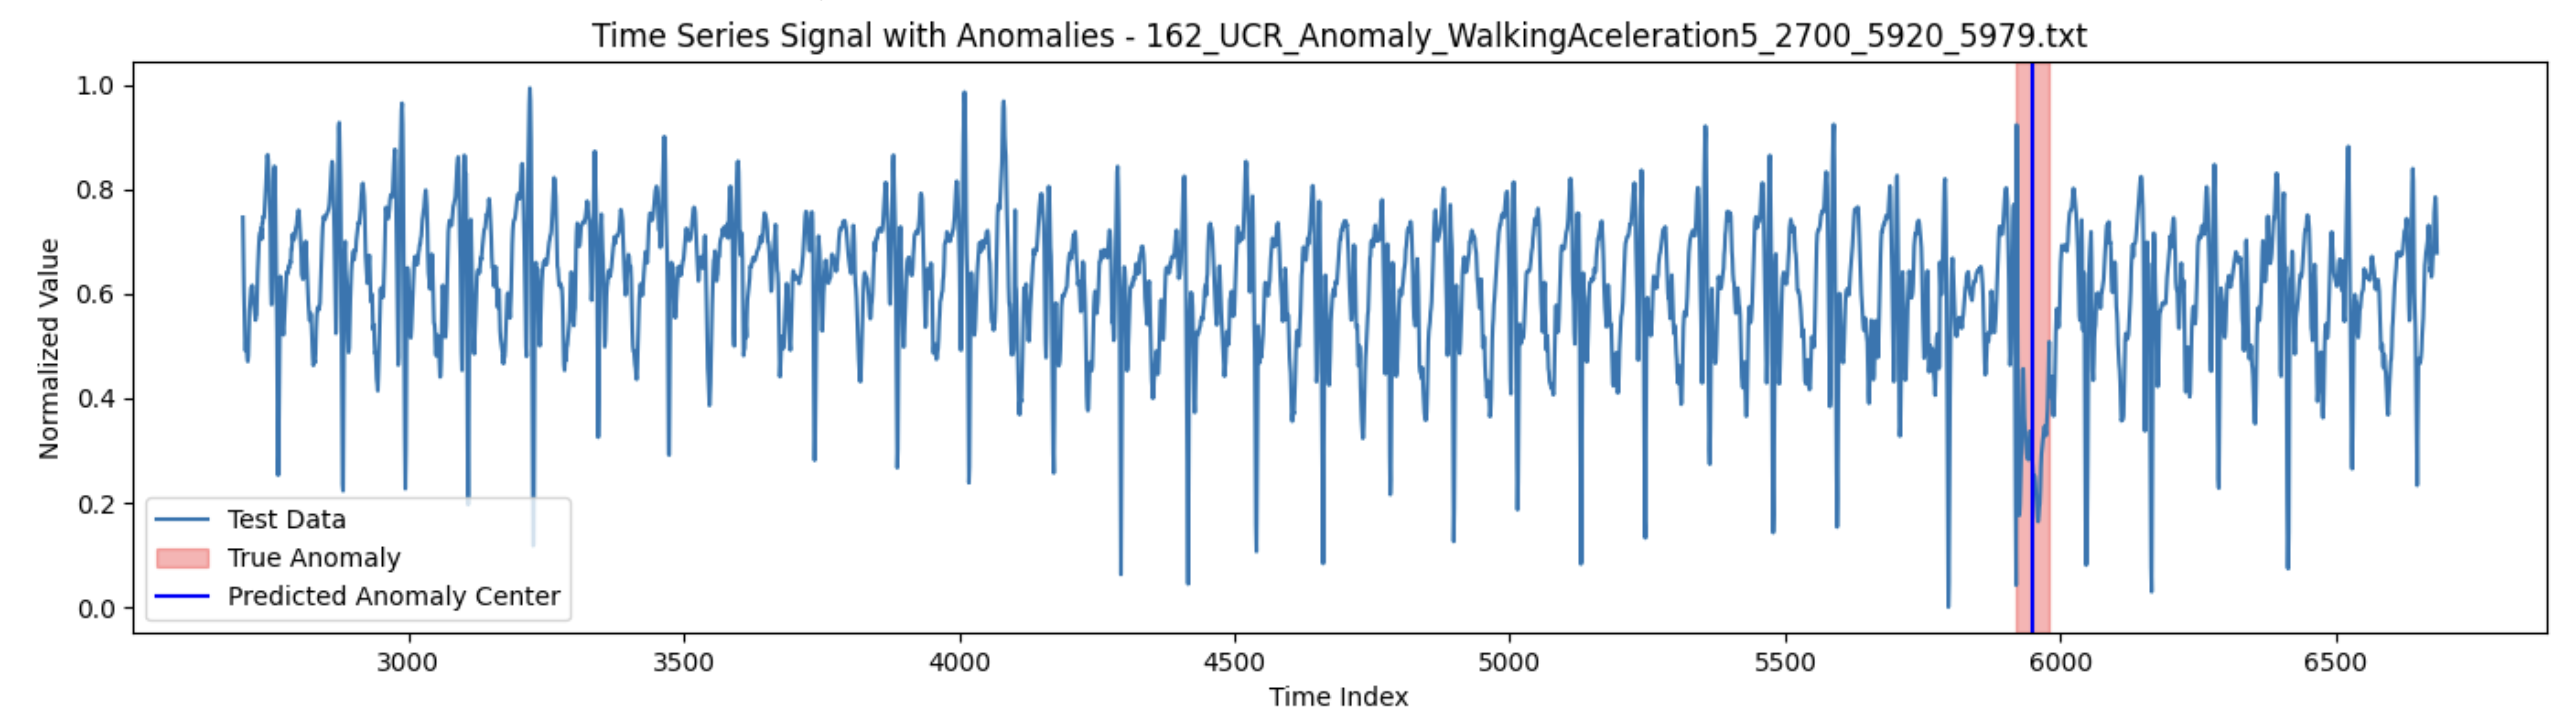 Time Series Signal with Anomalies - 162_UCR_Anomaly_WalkingAceleration5_2700_5920_5979.txt
1.0
0.8
0.6
0.4
0.2
0.0
Normalized Value
Test Data
True Anomaly
Predicted Anomaly Center
3000 3500 4000 4500 5000 5500 6000 6500
Time Index